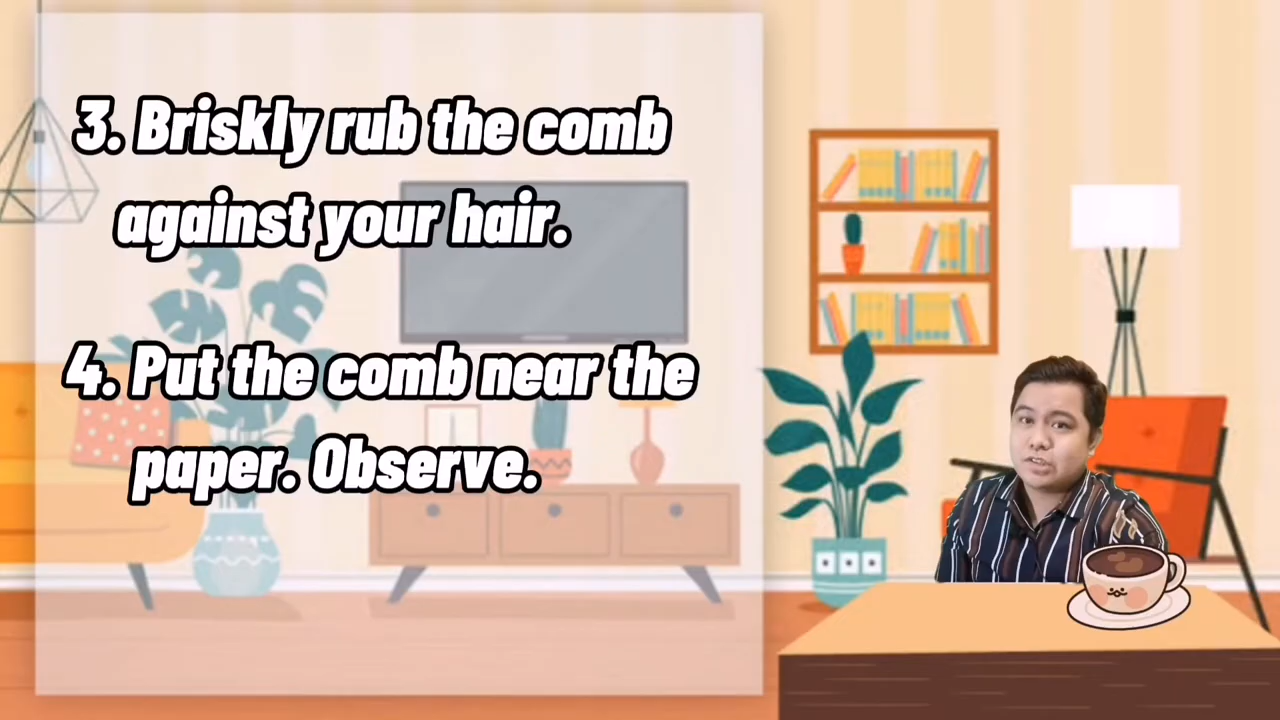 3. Briskly rub the comb
against your hair.
4. Put the comb near the
paper. Observe.